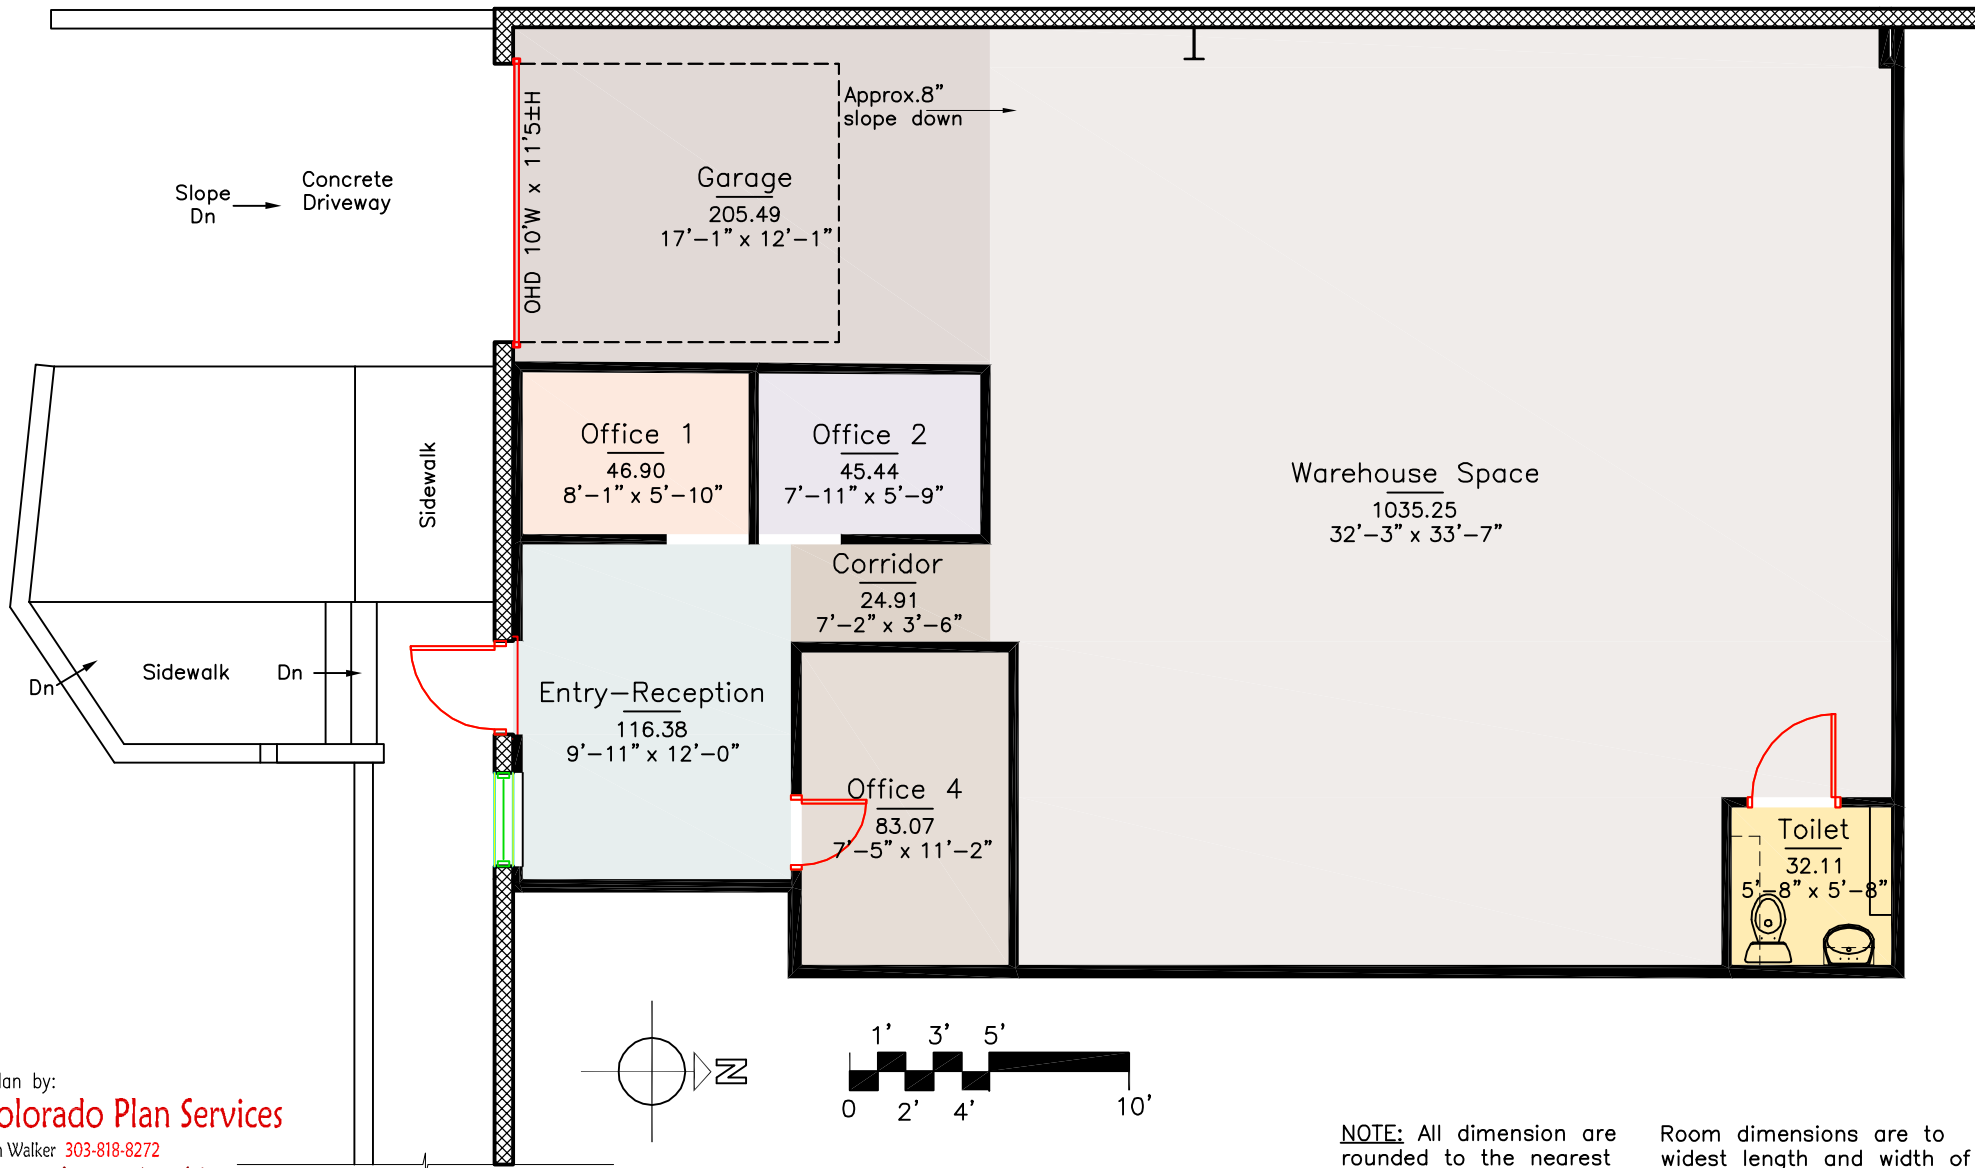 Approx.8”
slope down
OHD 10'W x 11'5±H
Garage
205.49
17'-1” x 12'-1”
Slope
Dn
Concrete
Driveway
Office 1
46.90
8'-1” x 5'-10”
Office 2
45.44
7'-11” x 5'-9”
Sidewalk
Warehouse Space
1035.25
32'-3” x 33'-7”
Corridor
24.91
7'-2” x 3'-6”
Sidewalk
Dn
Dn
Entry-Reception
116.38
9'-11” x 12'-0”
Office 4
83.07
7'-5” x 11'-2”
Toilet
32.11
5'-8” x 5'-8”
N
1' 3' 5'
0 2' 4' 10'
lan by:
olorado Plan Services
n Walker 303-818-8272
NOTE: All dimension are
rounded to the nearest
Room dimensions are to
widest length and width of